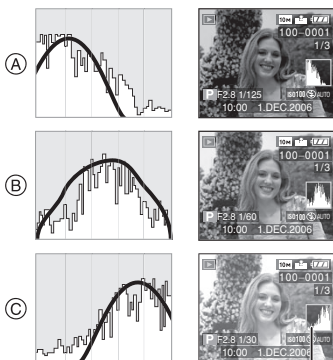 A
10M
100-0001
1/3
P F2.8 1/125
ISO100 AUTO
10:00 1.DEC.2006
B
10M
100-0001
1/3
P F2.8 1/60
ISO100 AUTO
10:00 1.DEC.2006
C
10M
100-0001
1/3
P F2.8 1/30
ISO100 AUTO
10:00 1.DEC.2006